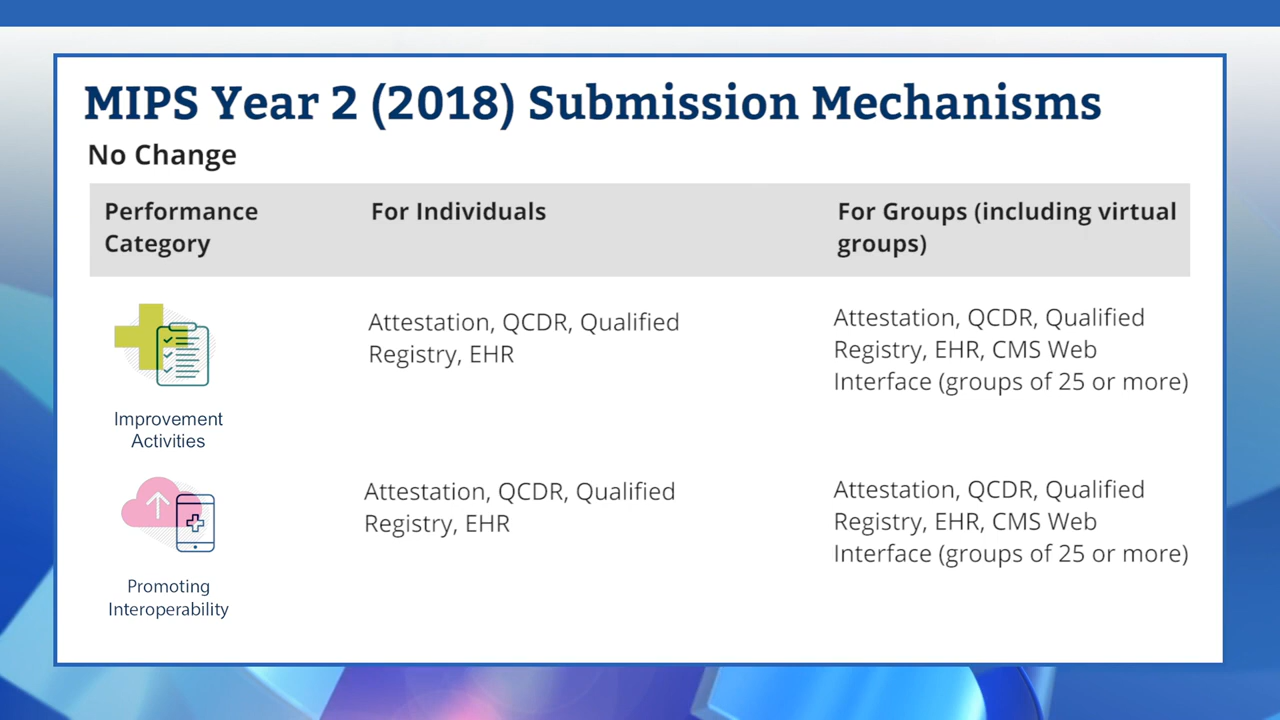 MIPS Year 2 (2018) Submission Mechanisms
No Change
Performance
Category
For Individuals
For Groups (including virtual
groups)
Attestation, QCDR, Qualified
Registry, EHR
Attestation, QCDR, Qualified
Registry, EHR, CMS Web
Interface (groups of 25 or more)
Improvement
Activities
Attestation, QCDR, Qualified
Registry, EHR
Attestation, QCDR, Qualified
Registry, EHR, CMS Web
Interface (groups of 25 or more)
Promoting
Interoperability